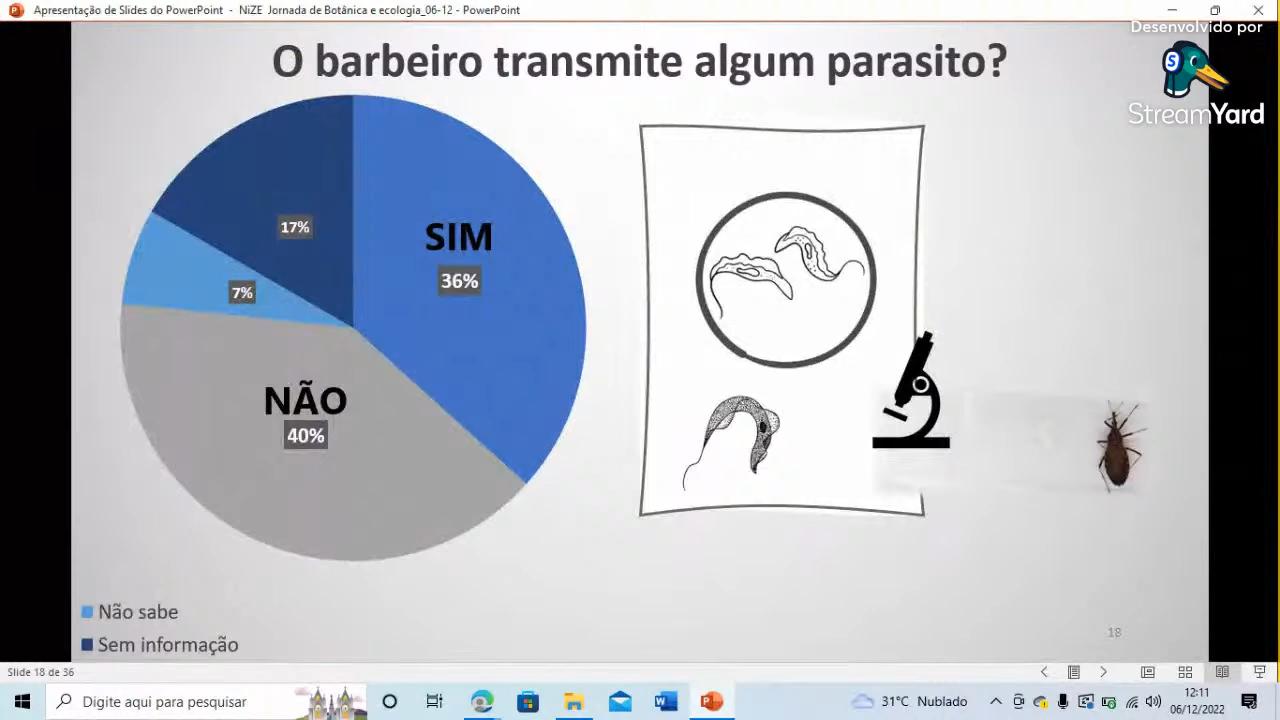 Apresentação de Slides do PowerPoint - NiZE Jornada de Botânica e ecologia_06-12 - PowerPoint
Desenvolvido por
S
StreamYard
O barbeiro transmite algum parasito?
17%
SIM
36%
7%
NÃO
40%
Não sabe
Sem informação
18
Slide 18 de 36
Digite aqui para pesquisar
31°C Nublado
12:11
06/12/2022